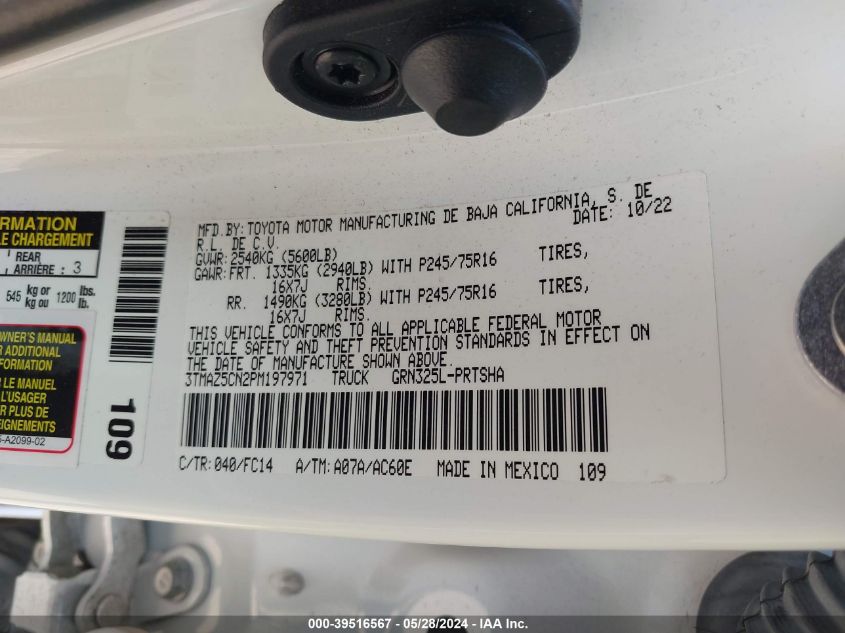 MFD.BY: TOYOTA MOTOR MANUFACTURING DE BAJA CALIFORNIA, S. DE
R.L. DE C.V. DATE: 10/22
GVWR: 2540KG (5600LB)
GAWR: FRT. 1335KG (2940LB) WITH P245/75R16 TIRES,
16X7J RIMS.
RR. 1490KG (3280LB) WITH P245/75R16 TIRES,
16X7J RIMS.
THIS VEHICLE CONFORMS TO ALL APPLICABLE FEDERAL MOTOR
VEHICLE SAFETY AND THEFT PREVENTION STANDARDS IN EFFECT ON
THE DATE OF MANUFACTURE SHOWN ABOVE.
3TMAZ5CN2PM197971 TRUCK GRN325L-PRTSHA
C/TR: 040/FC14 A/TM: A07A/AC60E MADE IN MEXICO 109
CHARGEMENT
REAR
ARRIÈRE : 3
545 kg or kg ou 1200 lbs. lb.
OWNER'S MANUAL
ADDITIONAL
LE MANUEL
L'USAGER
PLUS DE
-A2099-02
109
000-39516567 - 05/28/2024 - IAA Inc.